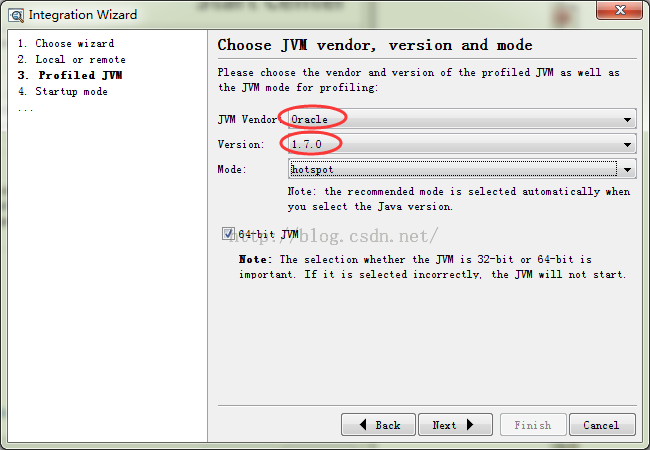 Start Center
Integration Wizard
1. Choose wizard
2. Local or remote
3. Profiled JVM
4. Startup mode
...
Choose JVM vendor, version and mode
Please choose the vendor and version of the profiled JVM as well as
the JVM mode for profiling:
JVM Vendor:
Oracle
Version:
1.7.0
Mode:
hotspot
Note: the recommended mode is selected automatically when
you select the Java version.
64-bit JVM
http://blog.csdn.net/
Note: The selection whether the JVM is 32-bit or 64-bit is
important. If it is selected incorrectly, the JVM will not start.
Back
Next
Finish
Cancel